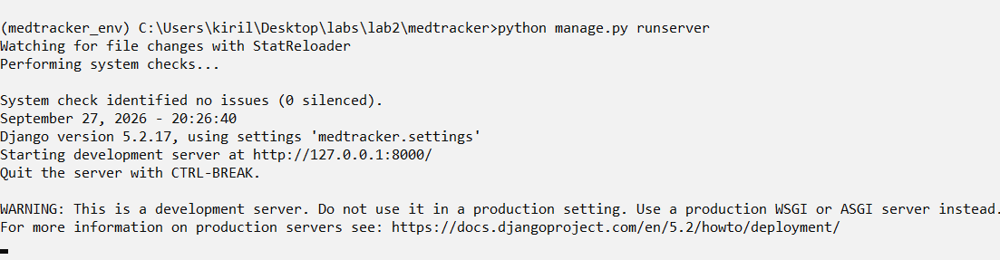 (medtracker_env) C:\Users\kiril\Desktop\labs\lab2\medtracker>python manage.py runserver
Watching for file changes with StatReloader
Performing system checks...
System check identified no issues (0 silenced).
September 27, 2026 - 20:26:40
Django version 5.2.17, using settings 'medtracker.settings'
Starting development server at http://127.0.0.1:8000/
Quit the server with CTRL-BREAK.
WARNING: This is a development server. Do not use it in a production setting. Use a production WSGI or ASGI server instead.
For more information on production servers see: https://docs.djangoproject.com/en/5.2/howto/deployment/